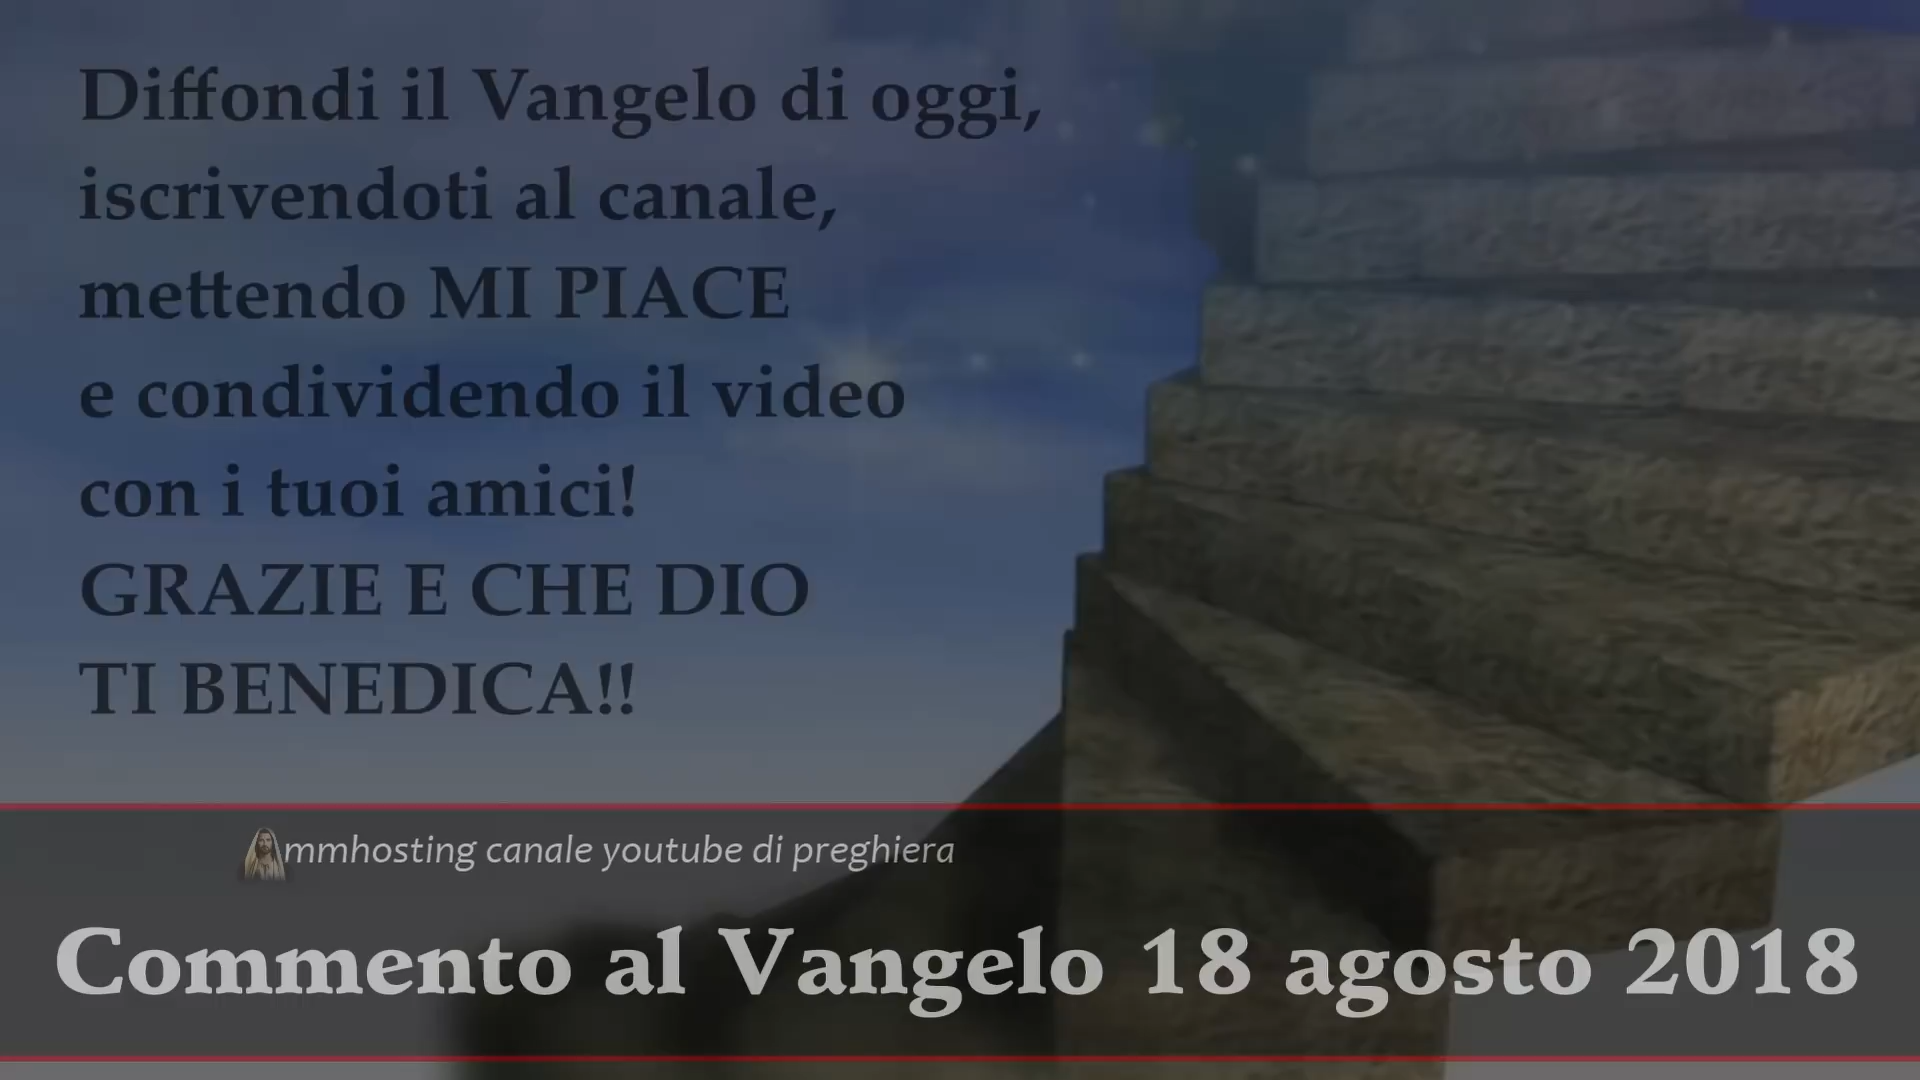 Diffondi il Vangelo di oggi,
iscrivendoti al canale,
mettendo MI PIACE
e condividendo il video
con i tuoi amici!
GRAZIE E CHE DIO
TI BENEDICA!!
mmhosting canale youtube di preghiera
Commento al Vangelo 18 agosto 2018